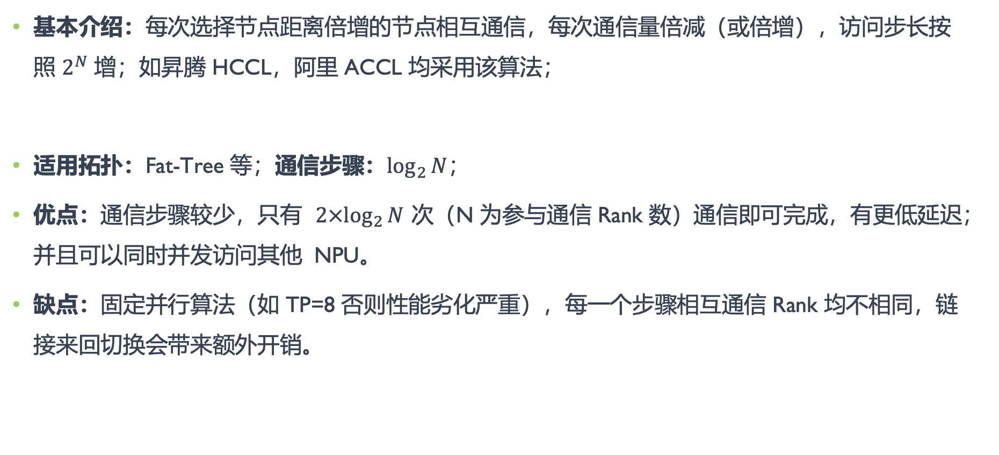 • 基本介绍：每次选择节点距离倍增的节点相互通信，每次通信量倍减（或倍增），访问步长按
照 2^N 增；如昇腾 HCCL，阿里 ACCL 均采用该算法；
• 适用拓扑：Fat-Tree 等；通信步骤：log₂ N；
• 优点：通信步骤较少，只有 2×log₂ N 次（N 为参与通信 Rank 数）通信即可完成，有更低延迟；
并且可以同时并发访问其他 NPU。
• 缺点：固定并行算法（如 TP=8 否则性能劣化严重），每一个步骤相互通信 Rank 均不相同，链
接来回切换会带来额外开销。